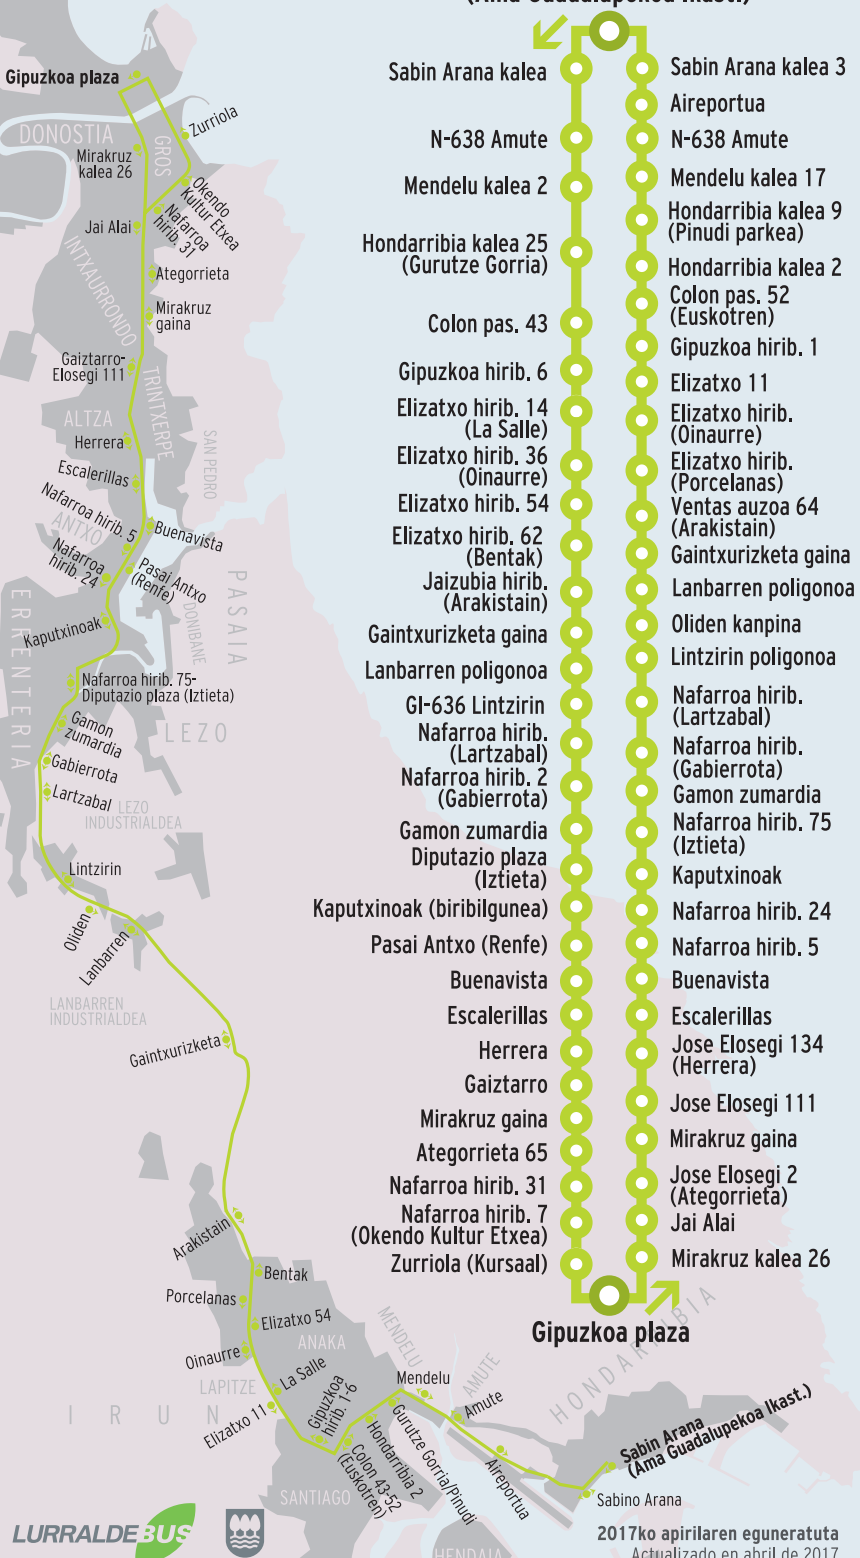 (Ama Guadalupekoa Ikast.)
Sabin Arana kalea
N-638 Amute
Mendelu kalea 2
Hondarribia kalea 25
(Gurutze Gorria)
Colon pas. 43
Gipuzkoa hirib. 6
Elizatxo hirib. 14
(La Salle)
Elizatxo hirib. 36
(Oinaurre)
Elizatxo hirib. 54
Elizatxo hirib. 62
(Bentak)
Jaizubia hirib.
(Arakistain)
Gaintxurizketa gaina
Lanbarren poligonoa
GI-636 Lintzirin
Nafarroa hirib.
(Lartzabal)
Nafarroa hirib. 2
(Gabierrota)
Gamon zumardia
Diputazio plaza
(Iztieta)
Kaputxinoak (biribilgunea)
Pasai Antxo (Renfe)
Buenavista
Escalerillas
Herrera
Gaiztarro
Mirakruz gaina
Ategorrieta 65
Nafarroa hirib. 31
Nafarroa hirib. 7
(Okendo Kultur Etxea)
Zurriola (Kursaal)
Sabin Arana kalea 3
Aireportua
N-638 Amute
Mendelu kalea 17
Hondarribia kalea 9
(Pinudi parkea)
Hondarribia kalea 2
Colon pas. 52
(Euskotren)
Gipuzkoa hirib. 1
Elizatxo 11
Elizatxo hirib.
(Oinaurre)
Elizatxo hirib.
(Porcelanas)
Ventas auzoa 64
(Arakistain)
Gaintxurizketa gaina
Lanbarren poligonoa
Oliden kanpina
Lintzirin poligonoa
Nafarroa hirib.
(Lartzabal)
Nafarroa hirib.
(Gabierrota)
Gamon zumardia
Nafarroa hirib. 75
(Iztieta)
Kaputxinoak
Nafarroa hirib. 24
Nafarroa hirib. 5
Buenavista
Escalerillas
Jose Elosegi 134
(Herrera)
Jose Elosegi 111
Mirakruz gaina
Jose Elosegi 2
(Ategorrieta)
Jai Alai
Mirakruz kalea 26
Gipuzkoa plaza
Gipuzkoa plaza
Zurriola
DONOSTIA
GROS
Mirakruz
kalea 26
Okendo
Kultur Etxea
Nafarroa
hirib. 31
Jai Alai
INTXAURRONDO
Ategorrieta
Mirakruz
gaina
Gaiztarro-
Elosegi 111
TRINTXERPE
ALTZA
Herrera
SAN PEDRO
Escalerillas
Nafarroa hirib. 5
ANTXO
Buenavista
Nafarroa
hirib. 24
Pasai Antxo
(Renfe)
PASAIA
DONIBANE
ERRENTERIA
Kaputxinoak
Nafarroa hirib. 75-
Diputazio plaza (Iztieta)
Gamon
zumardia
LEZO
Gabierrota
Lartzabal
LEZO
INDUSTRIALDEA
Lintzirin
Oliden
Lanbarren
LANBARREN
INDUSTRIALDEA
Gaintxurizketa
Arakistain
Bentak
Porcelanas
Elizatxo 54
ANAKA
Oinaurre
La Salle
LAPITZE
Elizatxo 11
IRUN
Gipuzkoa
hirib. 1-6
Colon 43-52
(Euskotren)
Hondarribia 2
Gurutze Gorria/Pinudi
SANTIAGO
MENDELU
Mendelu
AMUTE
Amute
HONDARRIBIA
Aireportua
Sabin Arana
(Ama Guadalupekoa Ikast.)
Sabino Arana
HENDAIA
LURRALDEBUS
2017ko apirilaren eguneratuta
Actualizado en abril de 2017